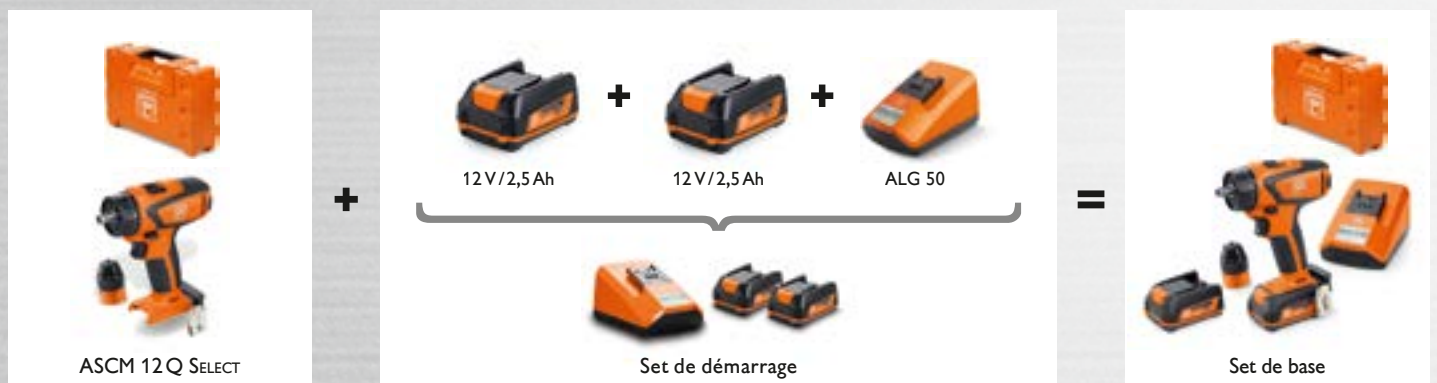 + +
12 V / 2,5 Ah 12 V / 2,5 Ah ALG 50
+ =
ASCM 12 Q SELECT Set de démarrage Set de base